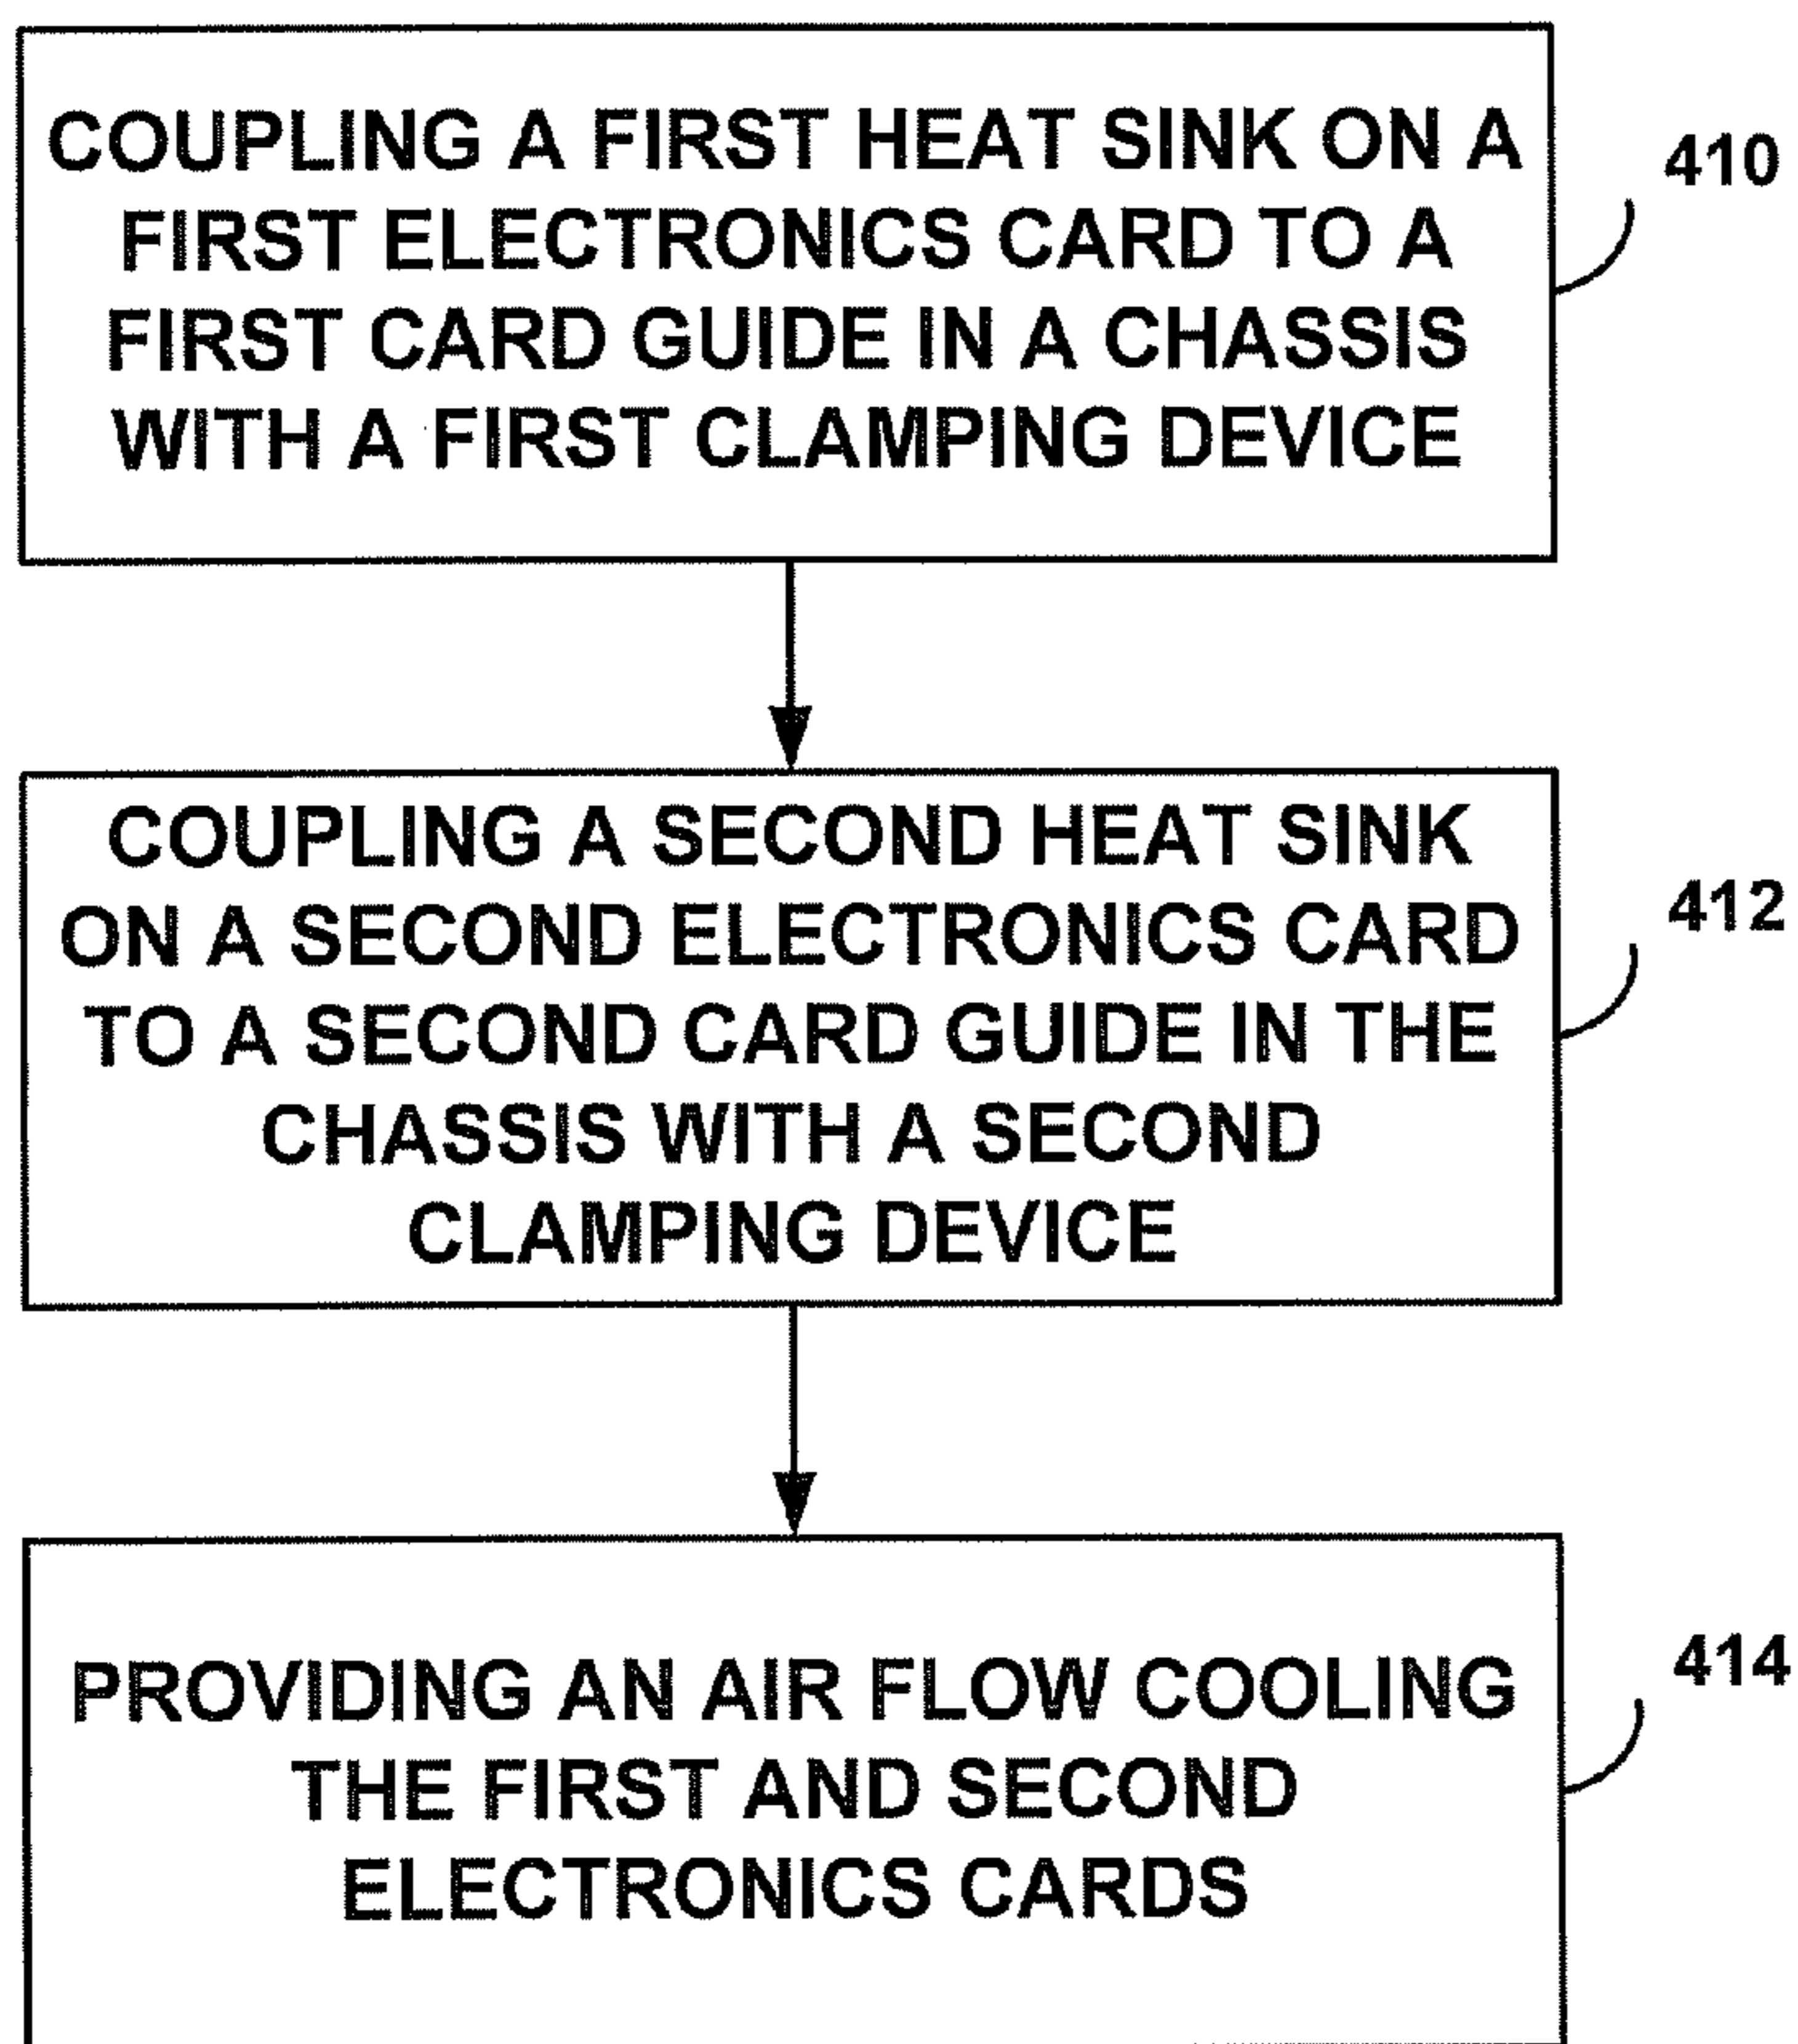 COUPLING A FIRST HEAT SINK ON A
FIRST ELECTRONICS CARD TO A
FIRST CARD GUIDE IN A CHASSIS
WITH A FIRST CLAMPING DEVICE
410
COUPLING A SECOND HEAT SINK
ON A SECOND ELECTRONICS CARD
TO A SECOND CARD GUIDE IN THE
CHASSIS WITH A SECOND
CLAMPING DEVICE
412
PROVIDING AN AIR FLOW COOLING
THE FIRST AND SECOND
ELECTRONICS CARDS
414